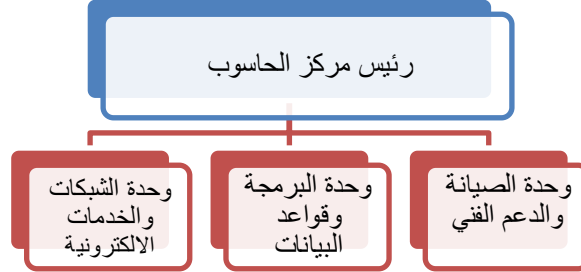 رئيس مركز الحاسوب
وحدة الصيانة
والدعم الفني
وحدة البرمجة
وقواعد
البيانات
وحدة الشبكات
والخدمات
الالكترونية